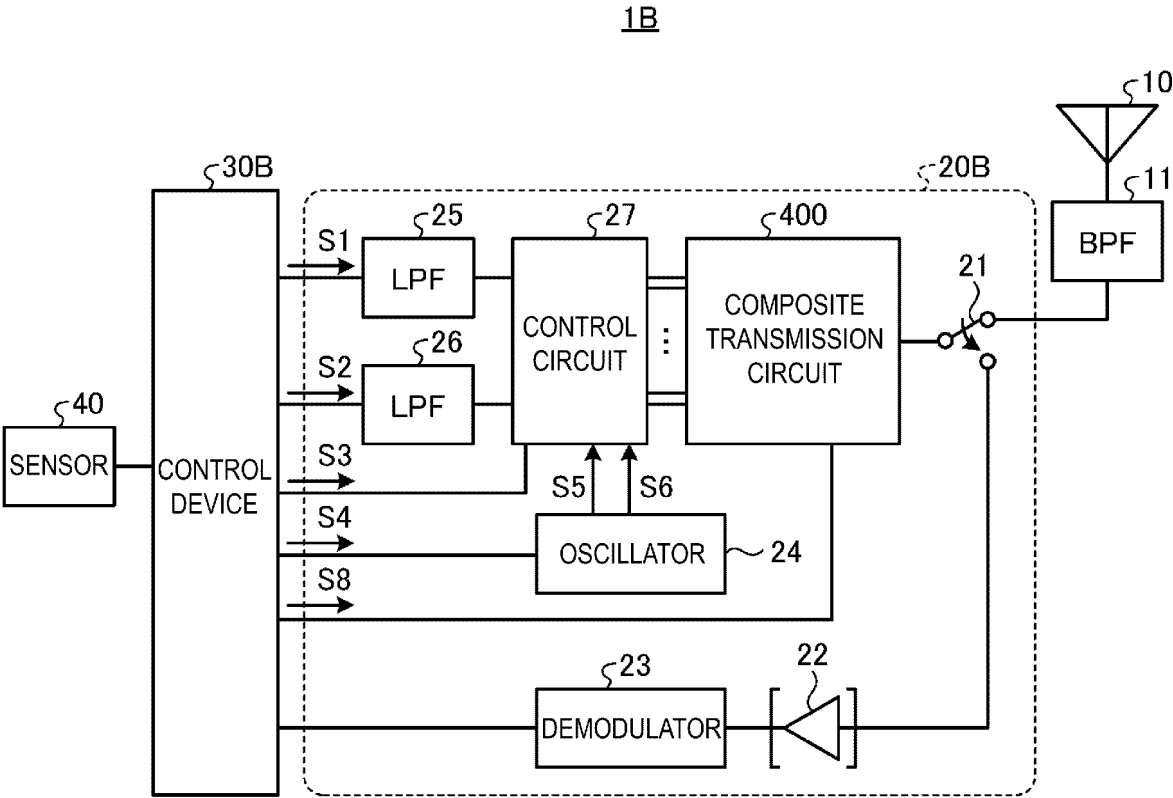 1B
10
30B
20B
11
25
27
400
S1
LPF
BPF
21
CONTROL
CIRCUIT
COMPOSITE
TRANSMISSION
CIRCUIT
...
26
S2
LPF
40
SENSOR
CONTROL
DEVICE
S3
S5
S6
S4
OSCILLATOR
24
S8
23
22
DEMODULATOR